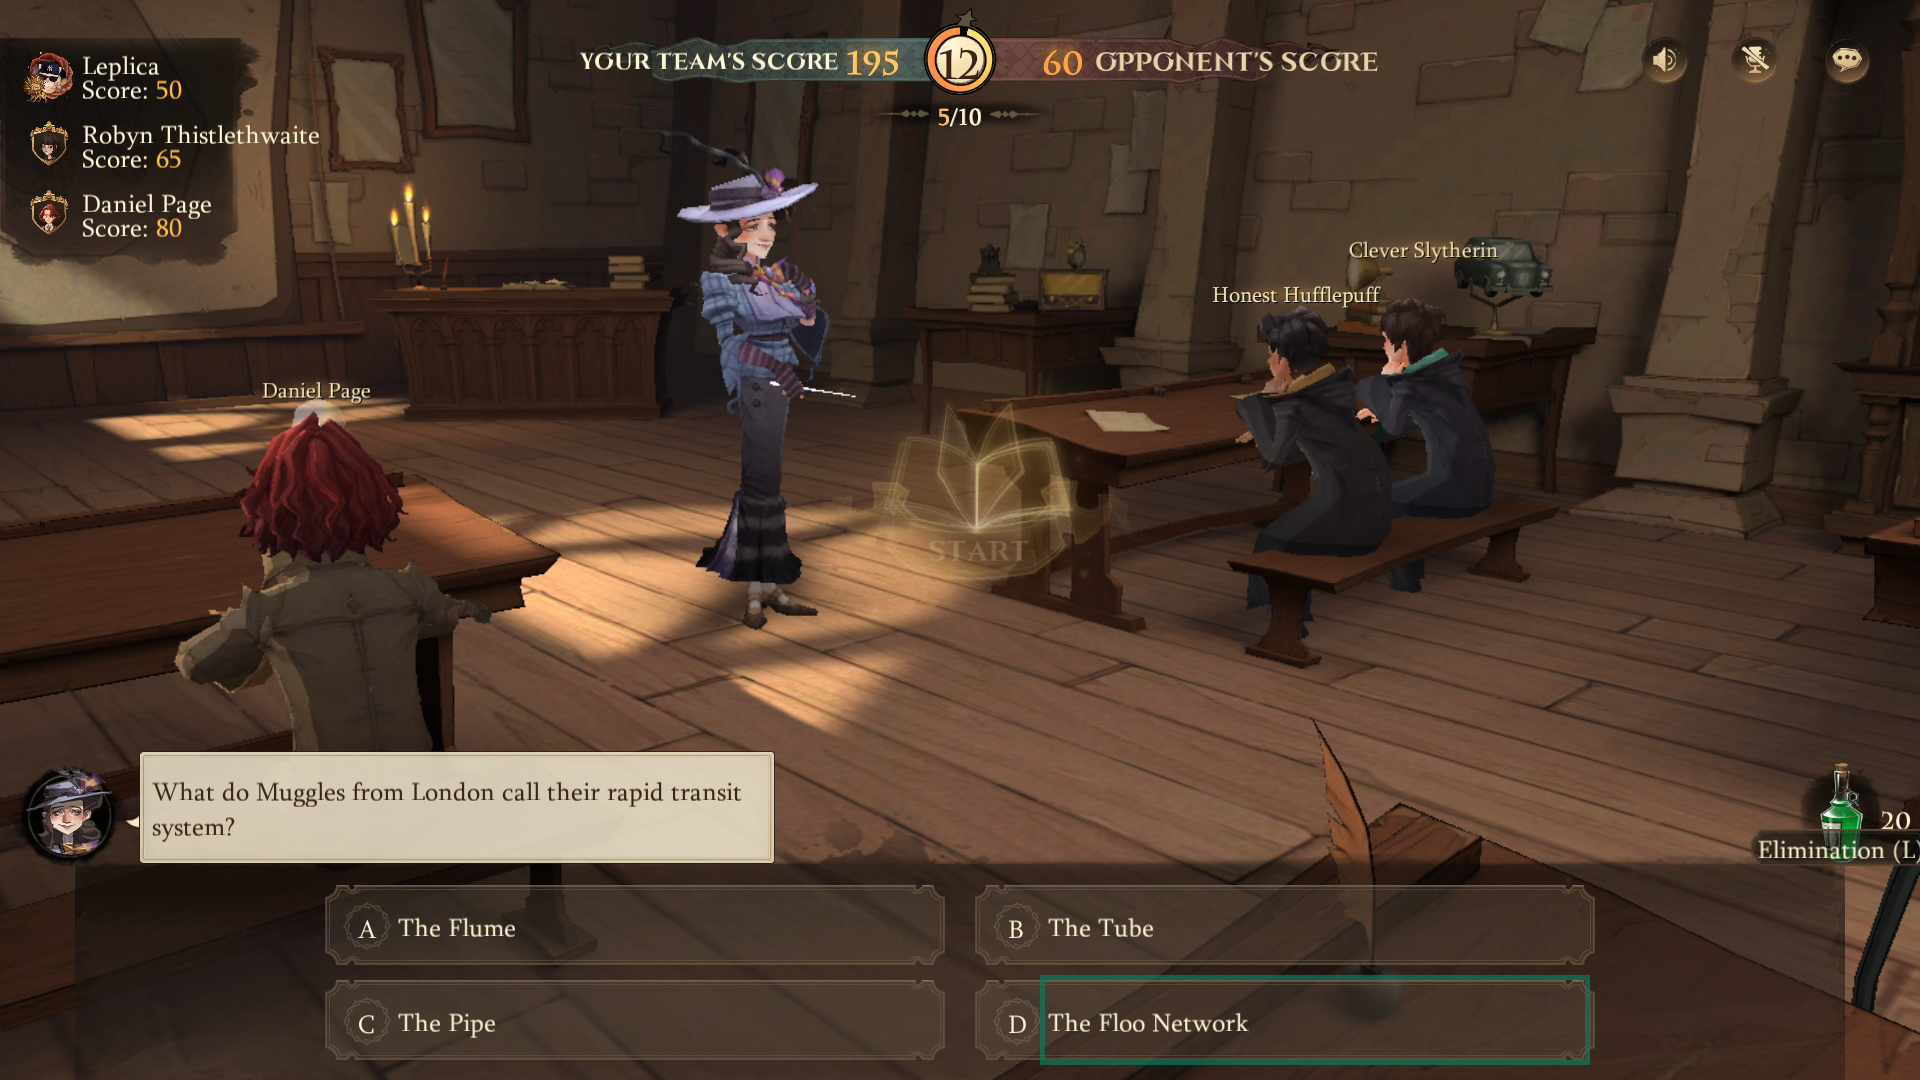 Leplica
Score: 50
Robyn Thistlethwaite
Score: 65
Daniel Page
Score: 80
YOUR TEAM'S SCORE 195
12
60 OPPONENT'S SCORE
5/10
Clever Slytherin
Honest Hufflepuff
Daniel Page
START
What do Muggles from London call their rapid transit
system?
20
Elimination (L)
A The Flume
B The Tube
C The Pipe
D The Floo Network